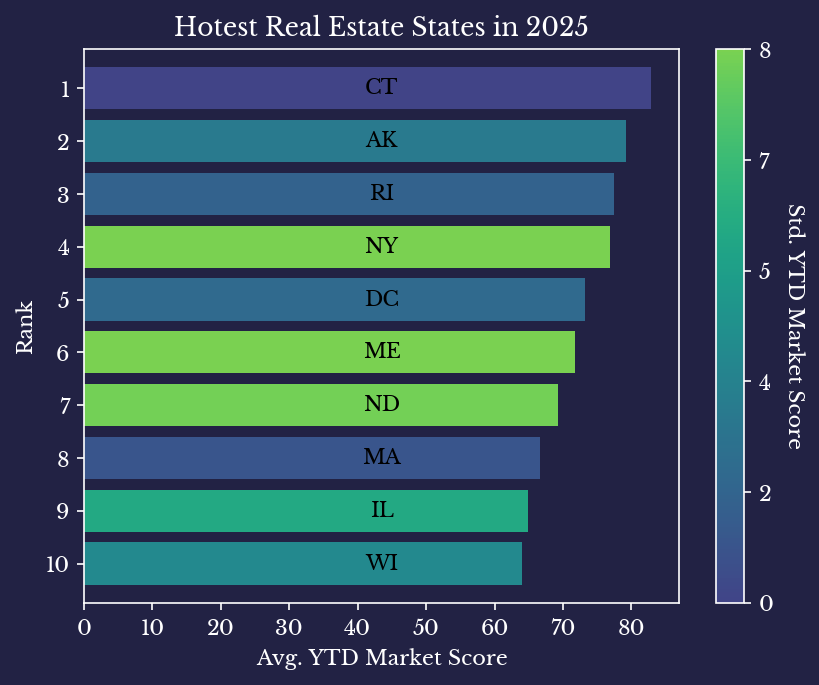 Hotest Real Estate States in 2025
Rank
1
2
3
4
5
6
7
8
9
10
CT
AK
RI
NY
DC
ME
ND
MA
IL
WI
0 10 20 30 40 50 60 70 80
Avg. YTD Market Score
8
7
5
4
2
0
Std. YTD Market Score